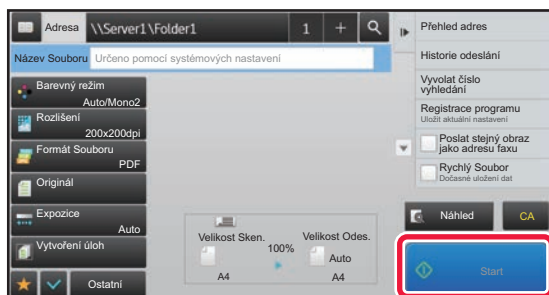 Adresa
\\Server1\Folder1
1
+
Název Souboru
Určeno pomocí systémových nastavení
Barevný režim
Auto/Mono2
Rozlišení
200x200dpi
Formát Souboru
PDF
Originál
Expozice
Auto
Vytvoření úloh
Ostatní
Velikost Sken.
100%
Velikost Odes.
A4
Auto
A4
Přehled adres
Historie odeslání
Vyvolat číslo
vyhledání
Registrace programu
Uložit aktuální nastavení
Poslat stejný obraz
jako adresu faxu
Rychlý Soubor
Dočasné uložení dat
Náhled
CA
Start